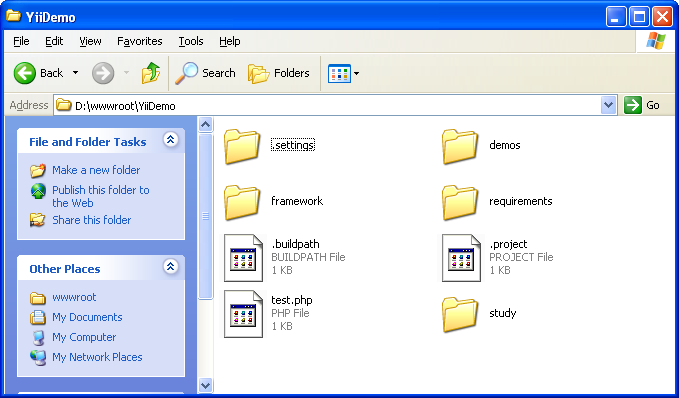 YiiDemo
File Edit View Favorites Tools Help
Back Search Folders
Address D:\wwwroot\YiiDemo Go
File and Folder Tasks
Make a new folder
Publish this folder to
the Web
Share this folder
Other Places
wwwroot
My Documents
My Computer
My Network Places
.settings demos
framework requirements
.buildpath .project
BUILDPATH File PROJECT File
1 KB 1 KB
test.php
PHP File study
1 KB